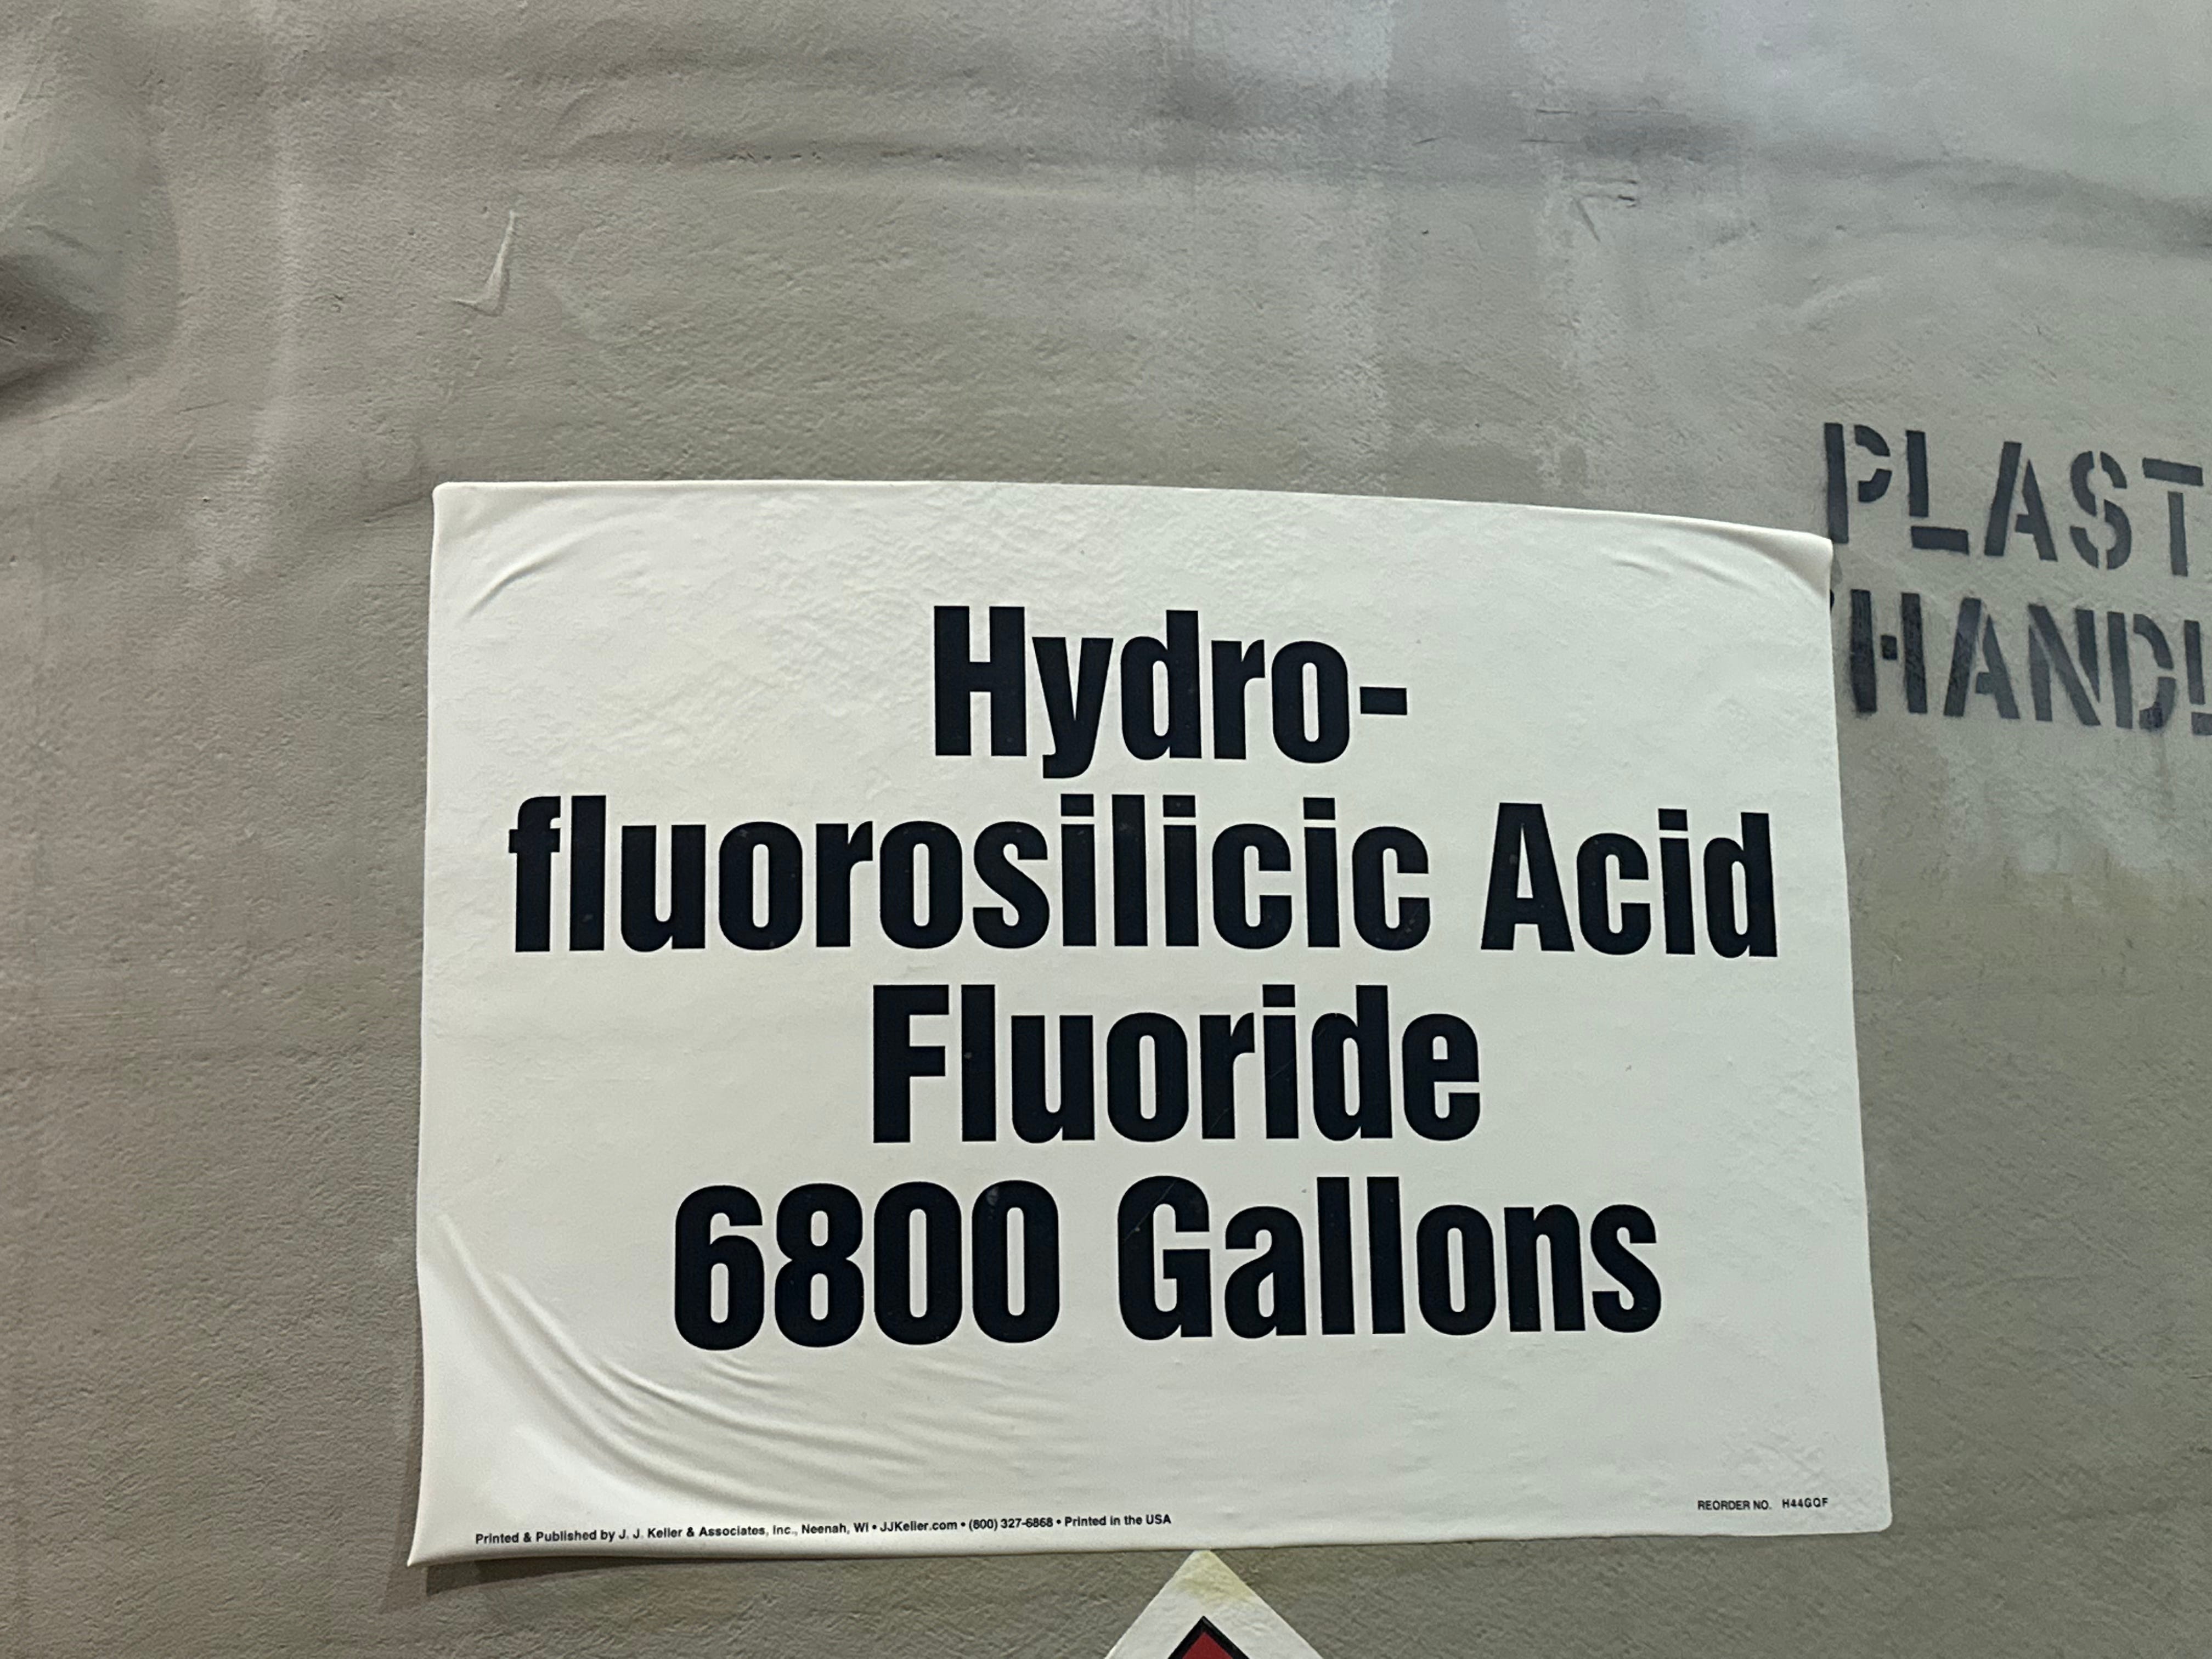 PLAST
HAND
Hydro-
fluorosilicic Acid
Fluoride
6800 Gallons
REORDER NO. H44GQF
Printed & Published by J. J. Keller & Associates, Inc., Neenah, WI • JJKeller.com • (800) 327-6868 • Printed in the USA